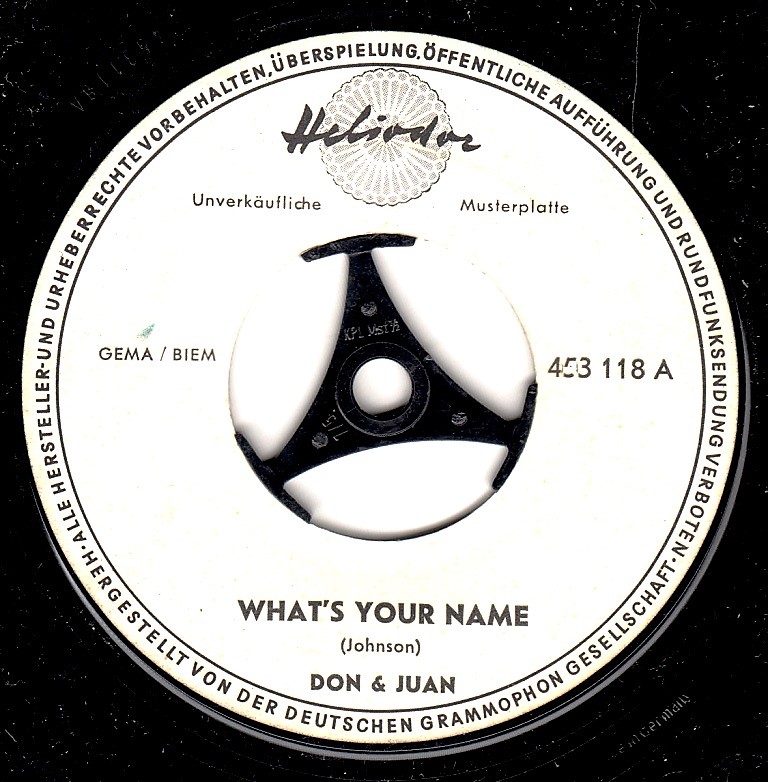 ·ALLE HERSTELLER-UND URHEBERRECHTE VORBEHALTEN.ÜBERSPIELUNG.ÖFFENTLICHE AUFFÜHRUNG UND RUNDFUNKSENDUNG VERBOTEN·
Heliodor
Unverkäufliche Musterplatte
GEMA / BIEM
453 118 A
WHAT'S YOUR NAME
(Johnson)
DON & JUAN
HERGESTELLT VON DER DEUTSCHEN GRAMMOPHON GESELLSCHAFT